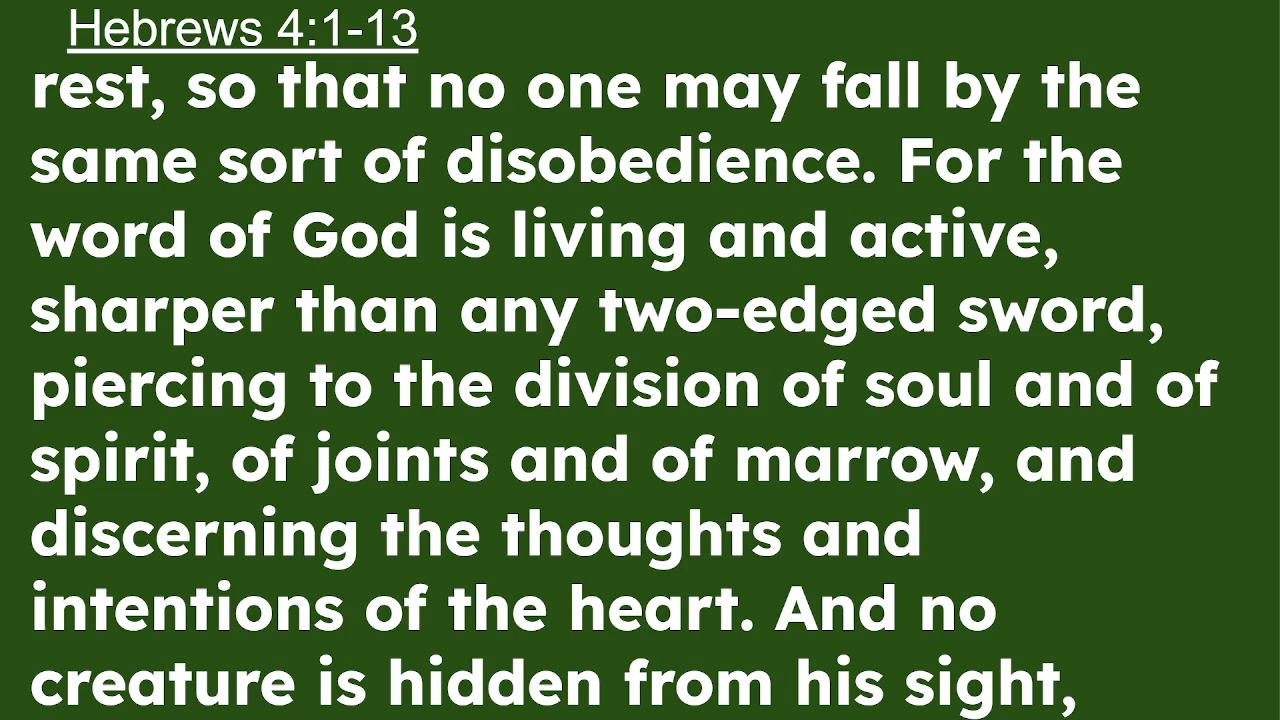 Hebrews 4:1-13
rest, so that no one may fall by the
same sort of disobedience. For the
word of God is living and active,
sharper than any two-edged sword,
piercing to the division of soul and of
spirit, of joints and of marrow, and
discerning the thoughts and
intentions of the heart. And no
creature is hidden from his sight,